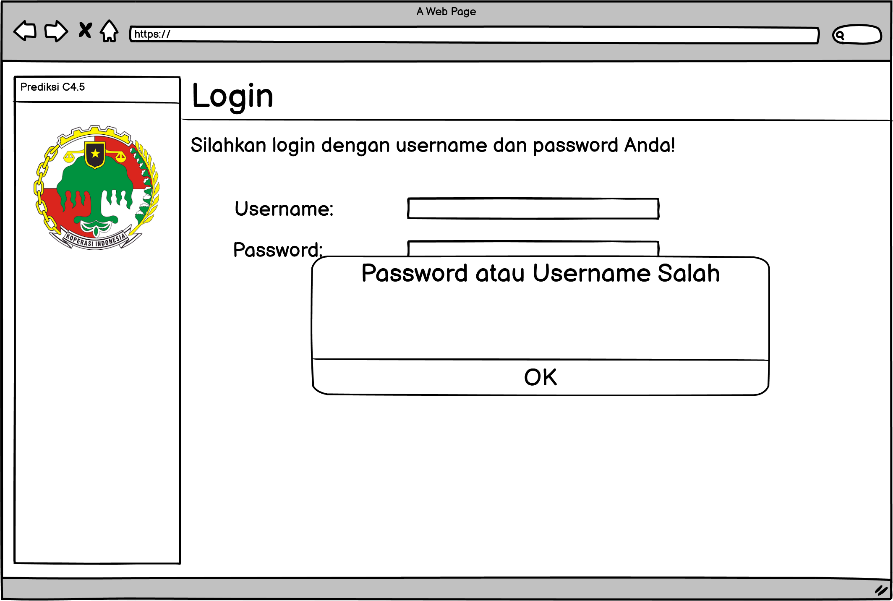 A Web Page
https://
Prediksi C4.5
KOPERASI INDONESIA
Login
Silahkan login dengan username dan password Anda!
Username:
Password:
Password atau Username Salah
OK